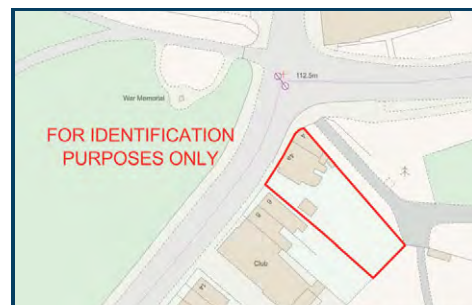 112.5m
War Memorial
FOR IDENTIFICATION
PURPOSES ONLY
Club